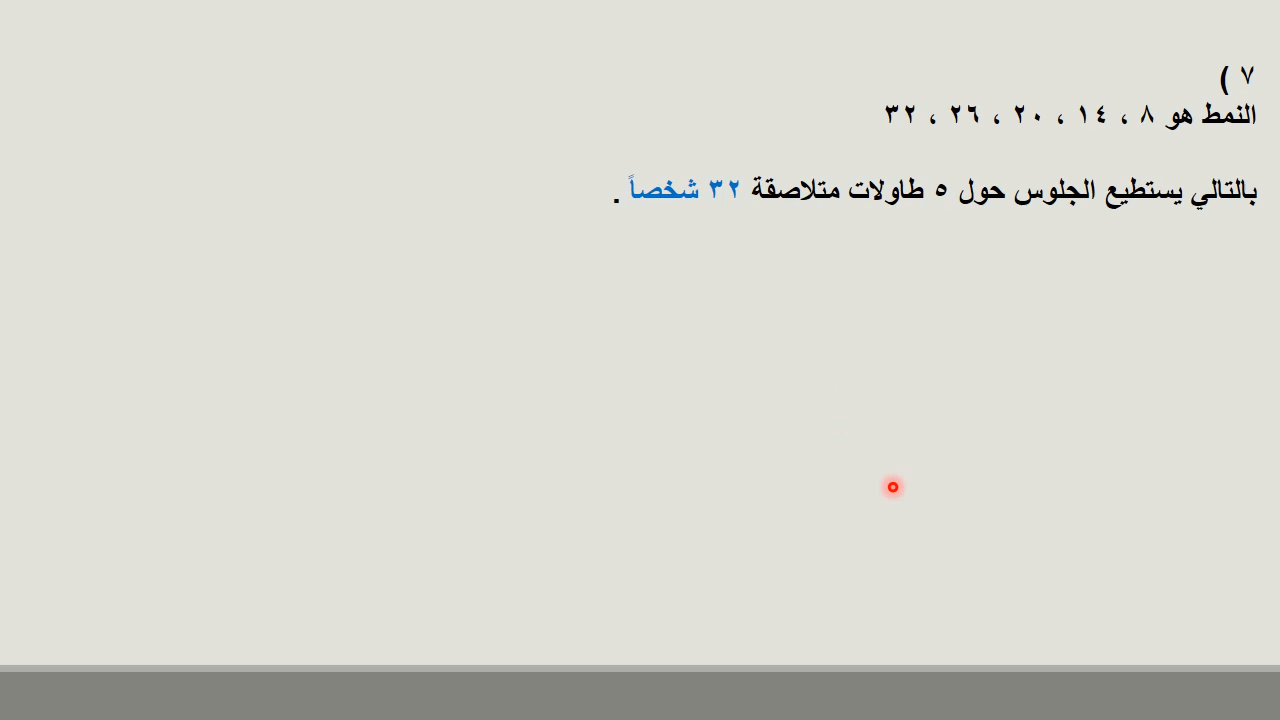 ٧ )
النمط هو ٨ ، ١٤ ، ٢٠ ، ٢٦ ، ٣٢
بالتالي يستطيع الجلوس حول ٥ طاولات متلاصقة ٣٢ شخصاً .